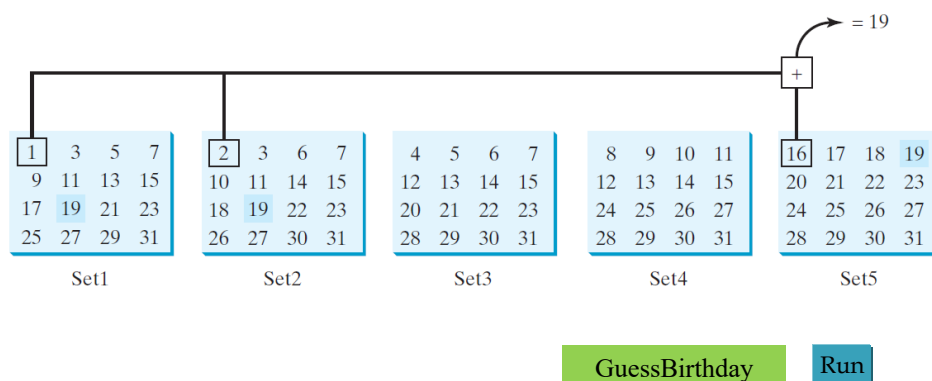 = 19
+
1 3 5 7
9 11 13 15
17 19 21 23
25 27 29 31
Set1
2 3 6 7
10 11 14 15
18 19 22 23
26 27 30 31
Set2
4 5 6 7
12 13 14 15
20 21 22 23
28 29 30 31
Set3
8 9 10 11
12 13 14 15
24 25 26 27
28 29 30 31
Set4
16 17 18 19
20 21 22 23
24 25 26 27
28 29 30 31
Set5
GuessBirthday
Run